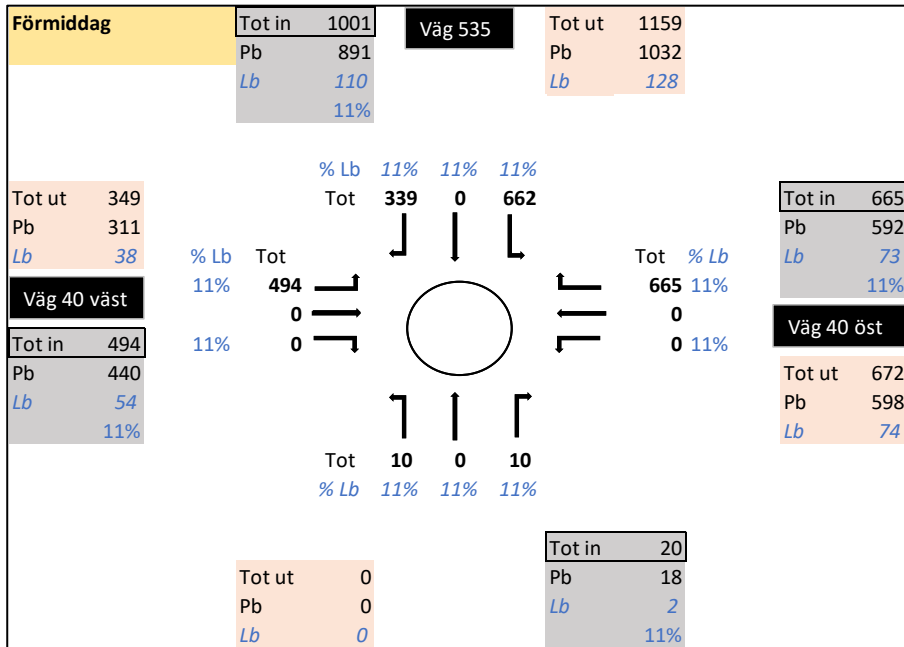 Förmiddag
Tot in 1001
Pb 891
Lb 110
11%
Väg 535
Tot ut 1159
Pb 1032
Lb 128
% Lb 11% 11% 11%
Tot 339 0 662
Tot ut 349
Pb 311
Lb 38
Väg 40 väst
Tot in 494
Pb 440
Lb 54
11%
% Lb Tot
11% 494
0
11% 0
Tot % Lb
665 11%
0
0 11%
Tot in 665
Pb 592
Lb 73
11%
Väg 40 öst
Tot ut 672
Pb 598
Lb 74
Tot 10 0 10
% Lb 11% 11% 11%
Tot ut 0
Pb 0
Lb 0
Tot in 20
Pb 18
Lb 2
11%